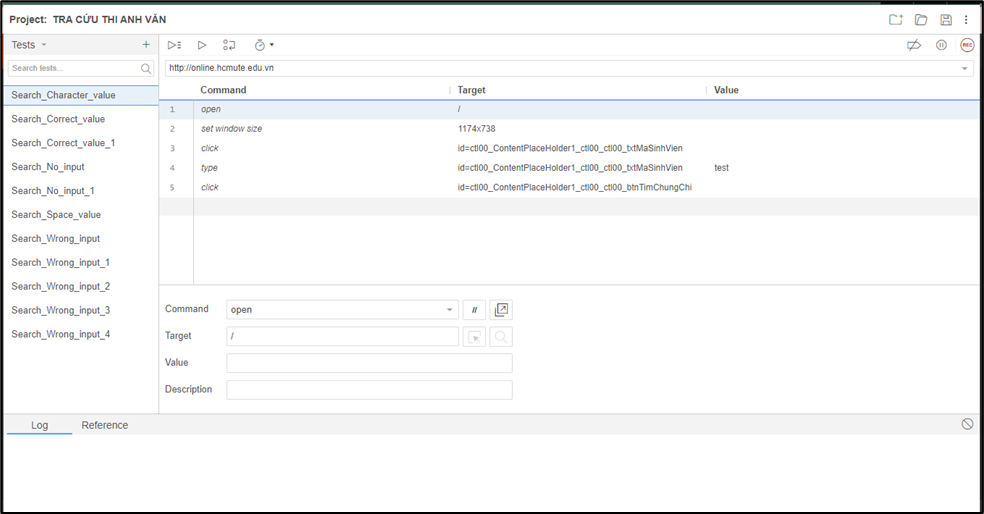 Project: TRA CỨU THI ANH VĂN
Tests
Search tests...
Search_Character_value
Search_Correct_value
Search_Correct_value_1
Search_No_input
Search_No_input_1
Search_Space_value
Search_Wrong_input
Search_Wrong_input_1
Search_Wrong_input_2
Search_Wrong_input_3
Search_Wrong_input_4
REC
http://online.hcmute.edu.vn
Command Target Value
1 open /
2 set window size 1174x738
3 click id=ctl00_ContentPlaceHolder1_ctl00_ctl00_txtMaSinhVien
4 type id=ctl00_ContentPlaceHolder1_ctl00_ctl00_txtMaSinhVien test
5 click id=ctl00_ContentPlaceHolder1_ctl00_ctl00_btnTimChungChi
Command open //
Target /
Value
Description
Log Reference